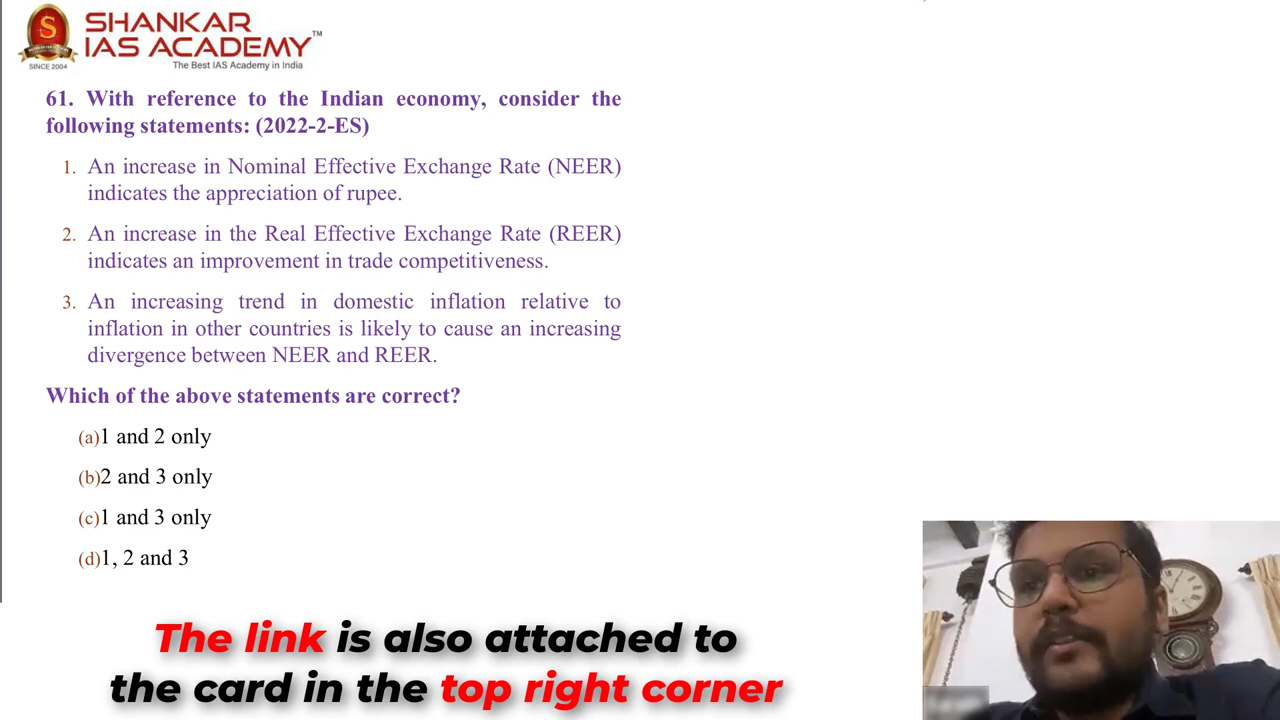 SHANKAR
IAS ACADEMY™
The Best IAS Academy in India
S
SINCE 2004
61. With reference to the Indian economy, consider the
following statements: (2022-2-ES)
1. An increase in Nominal Effective Exchange Rate (NEER)
indicates the appreciation of rupee.
2. An increase in the Real Effective Exchange Rate (REER)
indicates an improvement in trade competitiveness.
3. An increasing trend in domestic inflation relative to
inflation in other countries is likely to cause an increasing
divergence between NEER and REER.
Which of the above statements are correct?
(a)1 and 2 only
(b)2 and 3 only
(c)1 and 3 only
(d)1, 2 and 3
The link is also attached to
the card in the top right corner